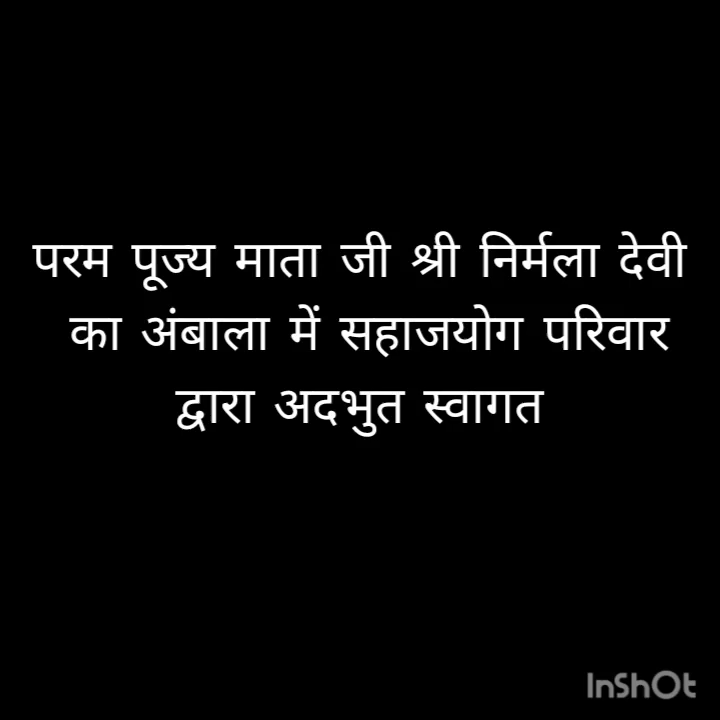 परम पूज्य माता जी श्री निर्मला देवी
का अंबाला में सहाजयोग परिवार
द्वारा अदभुत स्वागत
InShOt